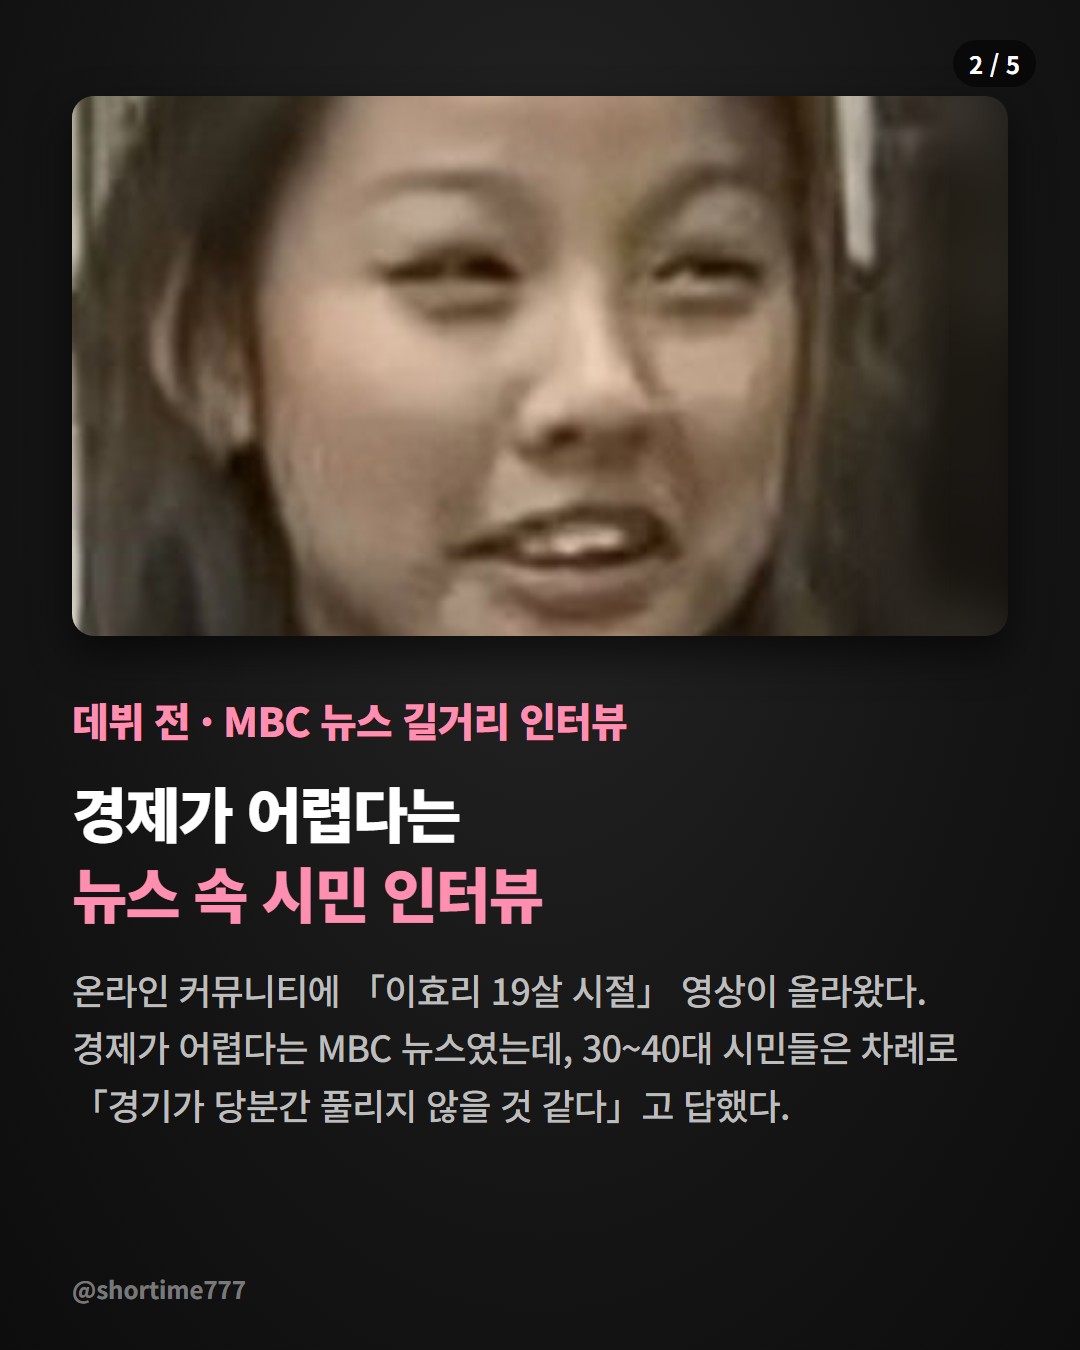 2 / 5
데뷔 전 · MBC 뉴스 길거리 인터뷰
경제가 어렵다는
뉴스 속 시민 인터뷰
온라인 커뮤니티에 「이효리 19살 시절」 영상이 올라왔다.
경제가 어렵다는 MBC 뉴스였는데, 30~40대 시민들은 차례로
「경기가 당분간 풀리지 않을 것 같다」고 답했다.
@shortime777